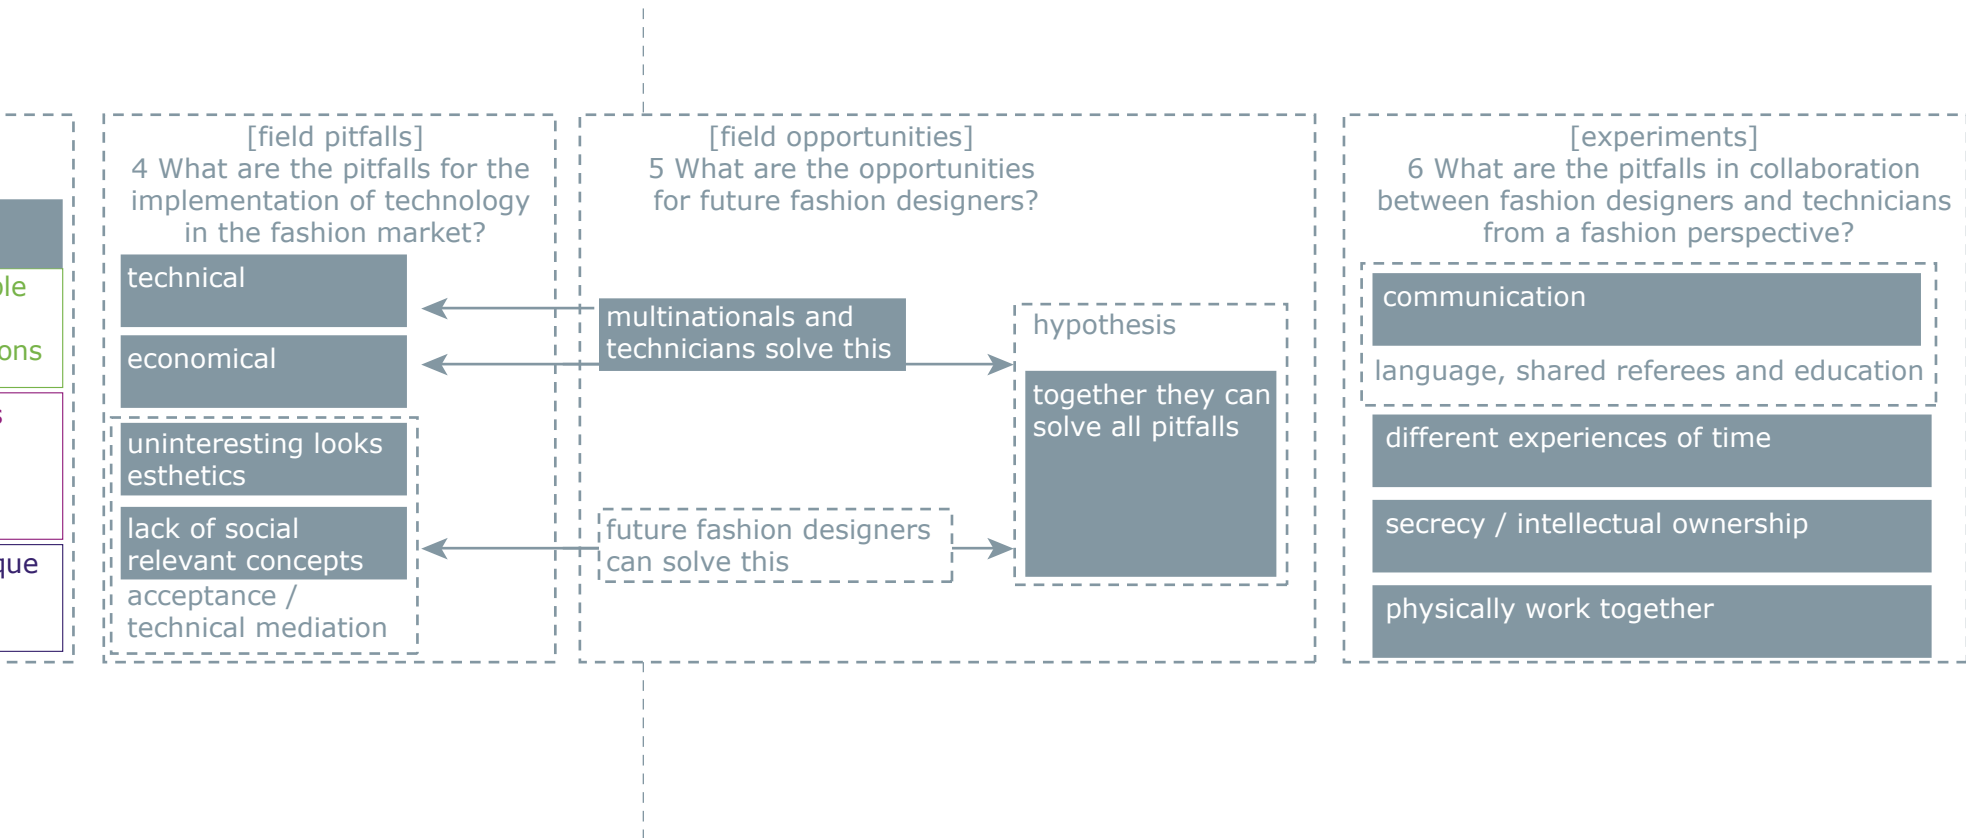 [field pitfalls]
4 What are the pitfalls for the
implementation of technology
in the fashion market?
technical
economical
uninteresting looks
esthetics
lack of social
relevant concepts
acceptance /
technical mediation
[field opportunities]
5 What are the opportunities
for future fashion designers?
multinationals and
technicians solve this
future fashion designers
can solve this
hypothesis
together they can
solve all pitfalls
[experiments]
6 What are the pitfalls in collaboration
between fashion designers and technicians
from a fashion perspective?
communication
language, shared referees and education
different experiences of time
secrecy / intellectual ownership
physically work together